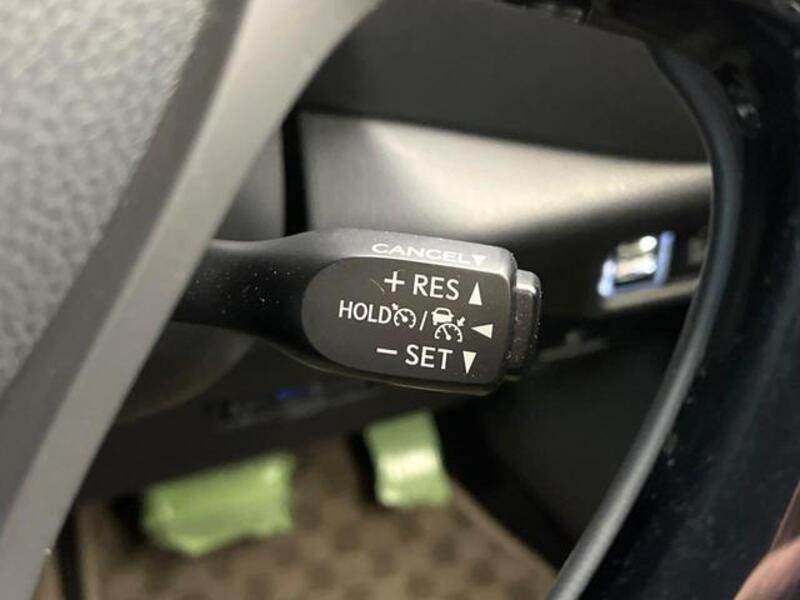 CANCEL▼
+ RES ▲
HOLD / ◀
− SET ▼